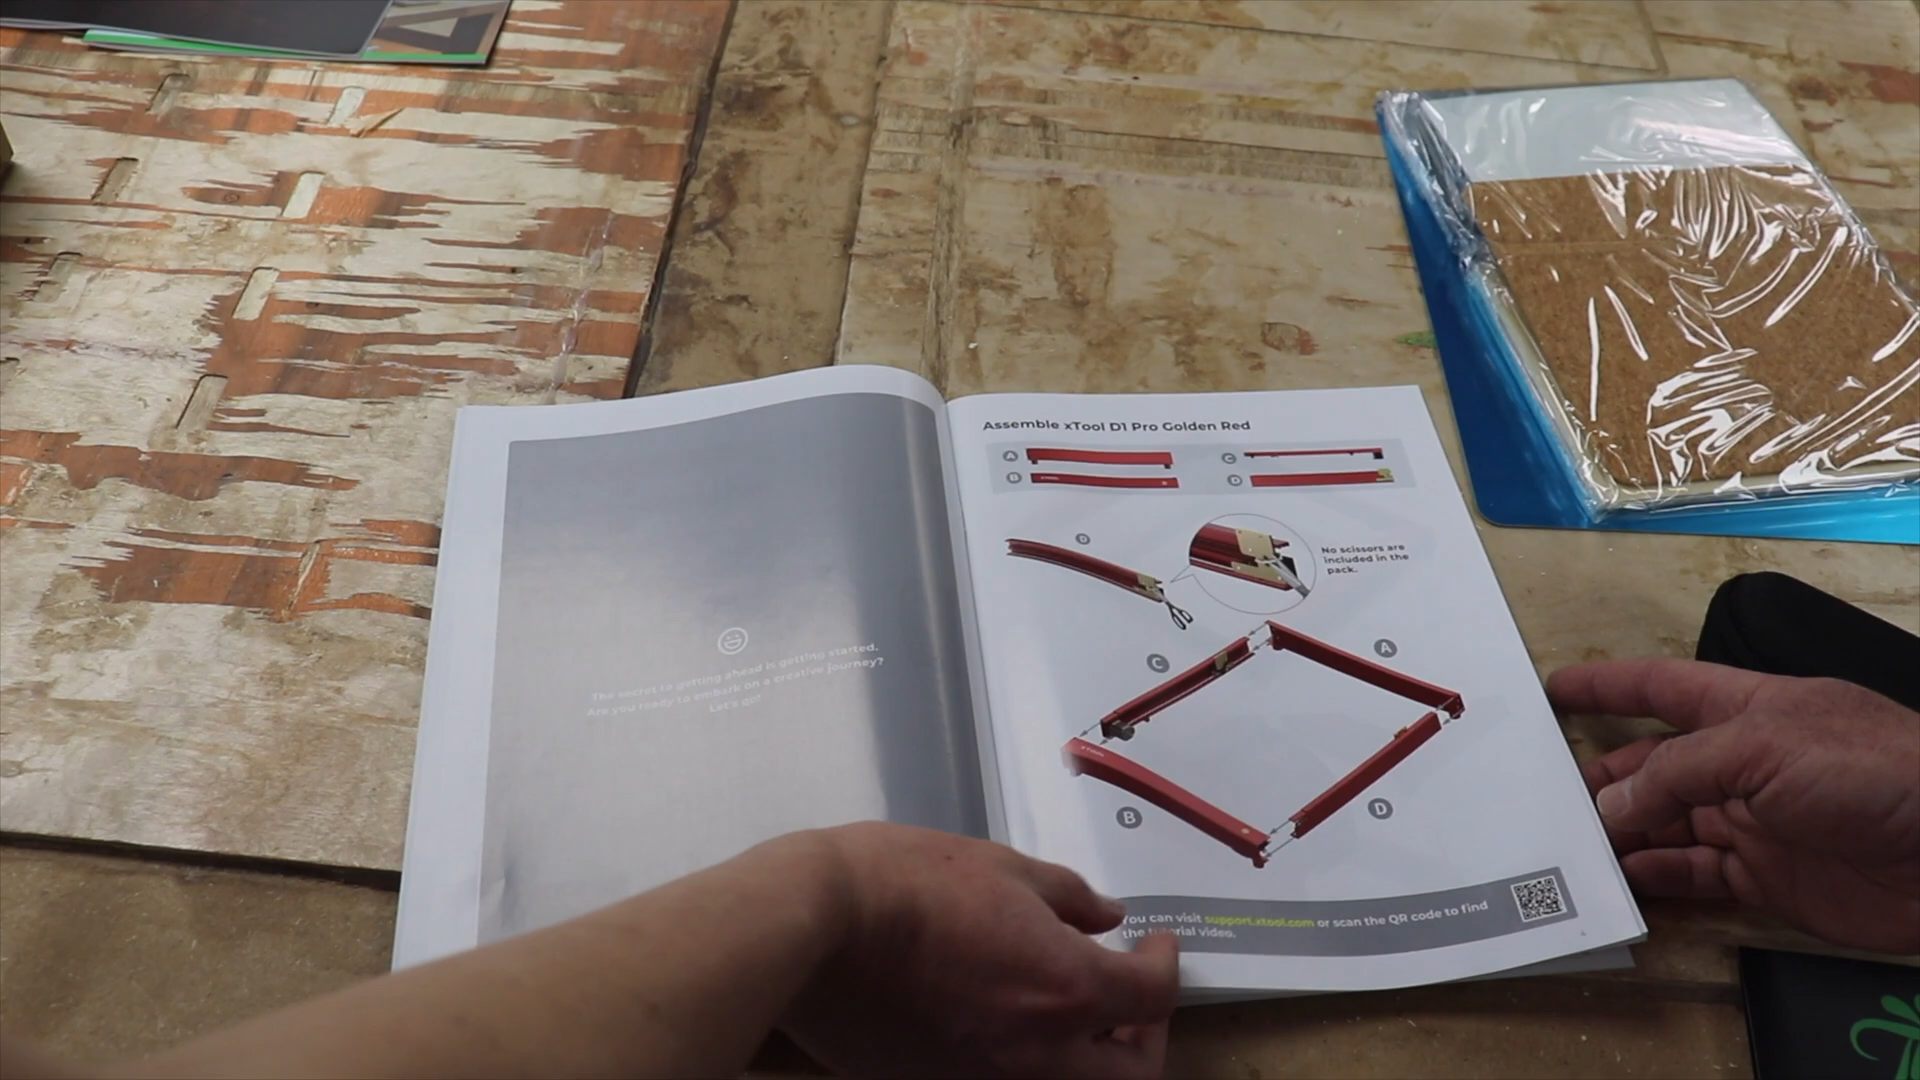 The secret to getting ahead is getting started.
Are you ready to embark on a creative journey?
Let's go!
Assemble xTool D1 Pro Golden Red
A
C
B
D
D
No scissors are
included in the
pack.
C
A
B
D
You can visit support.xtool.com or scan the QR code to find
the tutorial video.
4